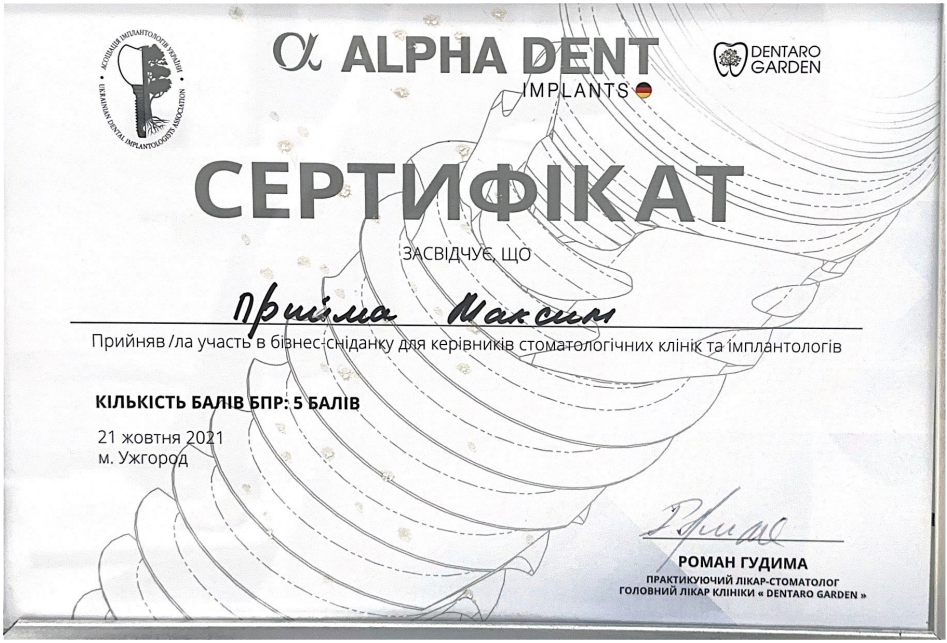 АСОЦІАЦІЯ ІМПЛАНТОЛОГІВ УКРАЇНИ
UKRAINIAN DENTAL IMPLANTOLOGISTS ASSOCIATION
α ALPHA DENT
IMPLANTS
DENTARO
GARDEN
СЕРТИФІКАТ
ЗАСВІДЧУЄ, ЩО
Прийма Максим
Прийняв /ла участь в бізнес-сніданку для керівників стоматологічних клінік та імплантологів
КІЛЬКІСТЬ БАЛІВ БПР: 5 БАЛІВ
21 жовтня 2021
м. Ужгород
РОМАН ГУДИМА
ПРАКТИКУЮЧИЙ ЛІКАР-СТОМАТОЛОГ
ГОЛОВНИЙ ЛІКАР КЛІНІКИ « DENTARO GARDEN »